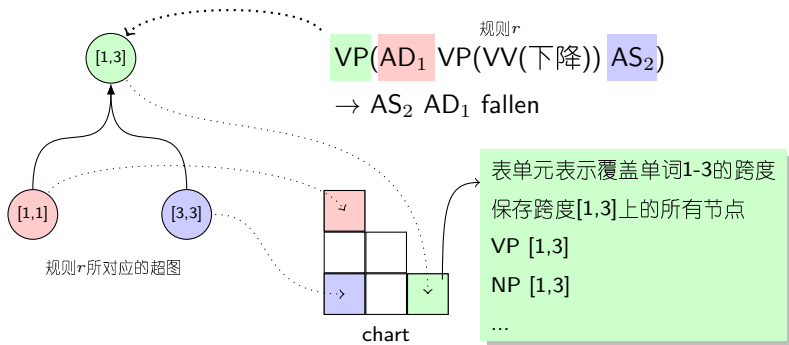 规则r
[1,3]
VP(AD₁ VP(VV(下降)) AS₂)
→ AS₂ AD₁ fallen
[1,1]
[3,3]
规则r所对应的超图
chart
表单元表示覆盖单词1-3的跨度
保存跨度[1,3]上的所有节点
VP [1,3]
NP [1,3]
...